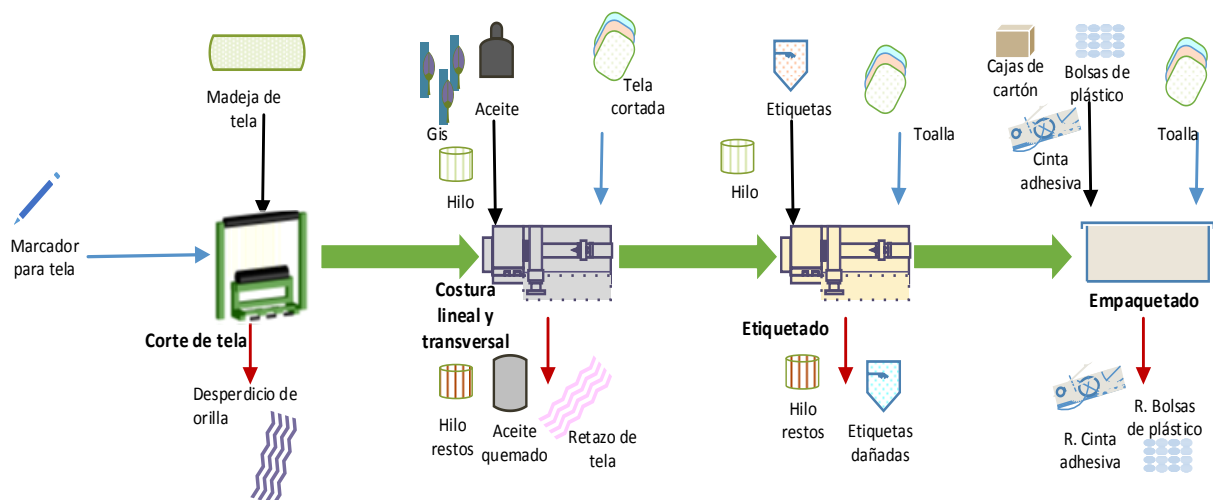 Madeja de
tela
Marcador
para tela
Corte de tela
Desperdicio de
orilla
Gis
Aceite
Hilo
Tela
cortada
Costura
lineal y
transversal
Hilo
restos
Aceite
quemado
Retazo de
tela
Etiquetas
Toalla
Hilo
Etiquetado
Hilo
restos
Etiquetas
dañadas
Cajas de
cartón
Bolsas de
plástico
Cinta
adhesiva
Toalla
Empaquetado
R. Cinta
adhesiva
R. Bolsas
de plástico